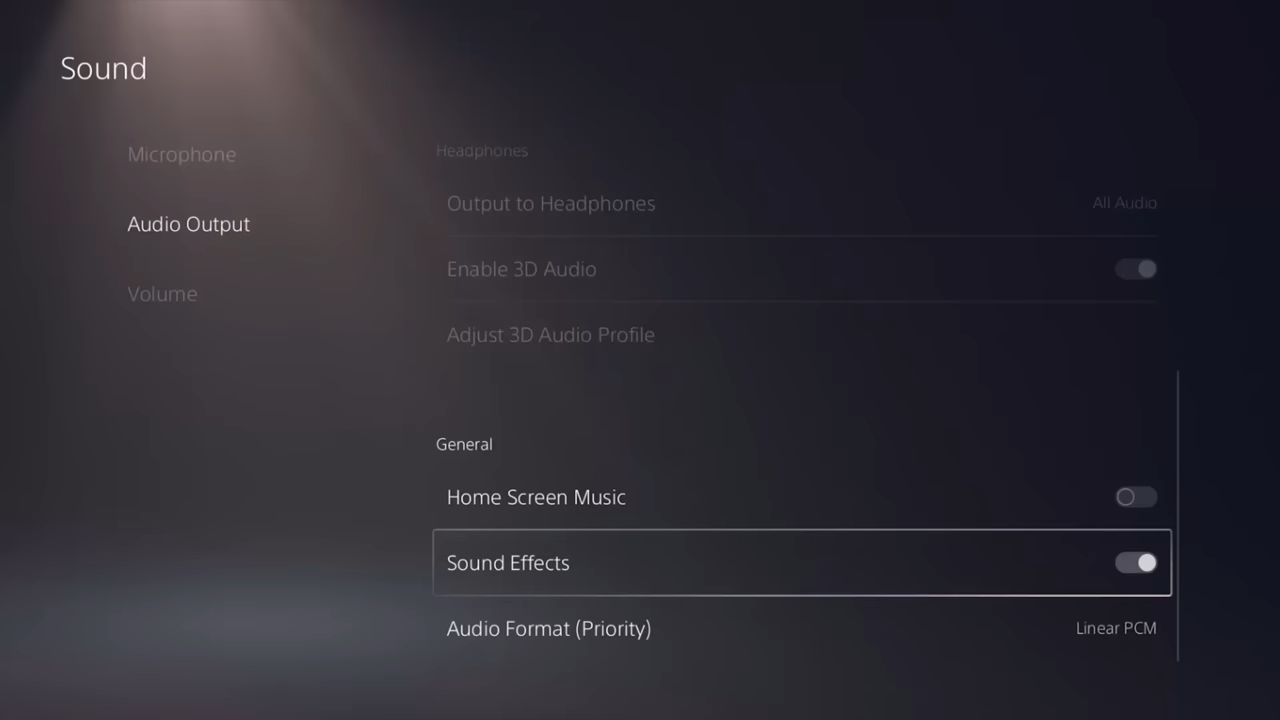 Sound
Microphone
Audio Output
Volume
Headphones
Output to Headphones All Audio
Enable 3D Audio
Adjust 3D Audio Profile
General
Home Screen Music
Sound Effects
Audio Format (Priority) Linear PCM